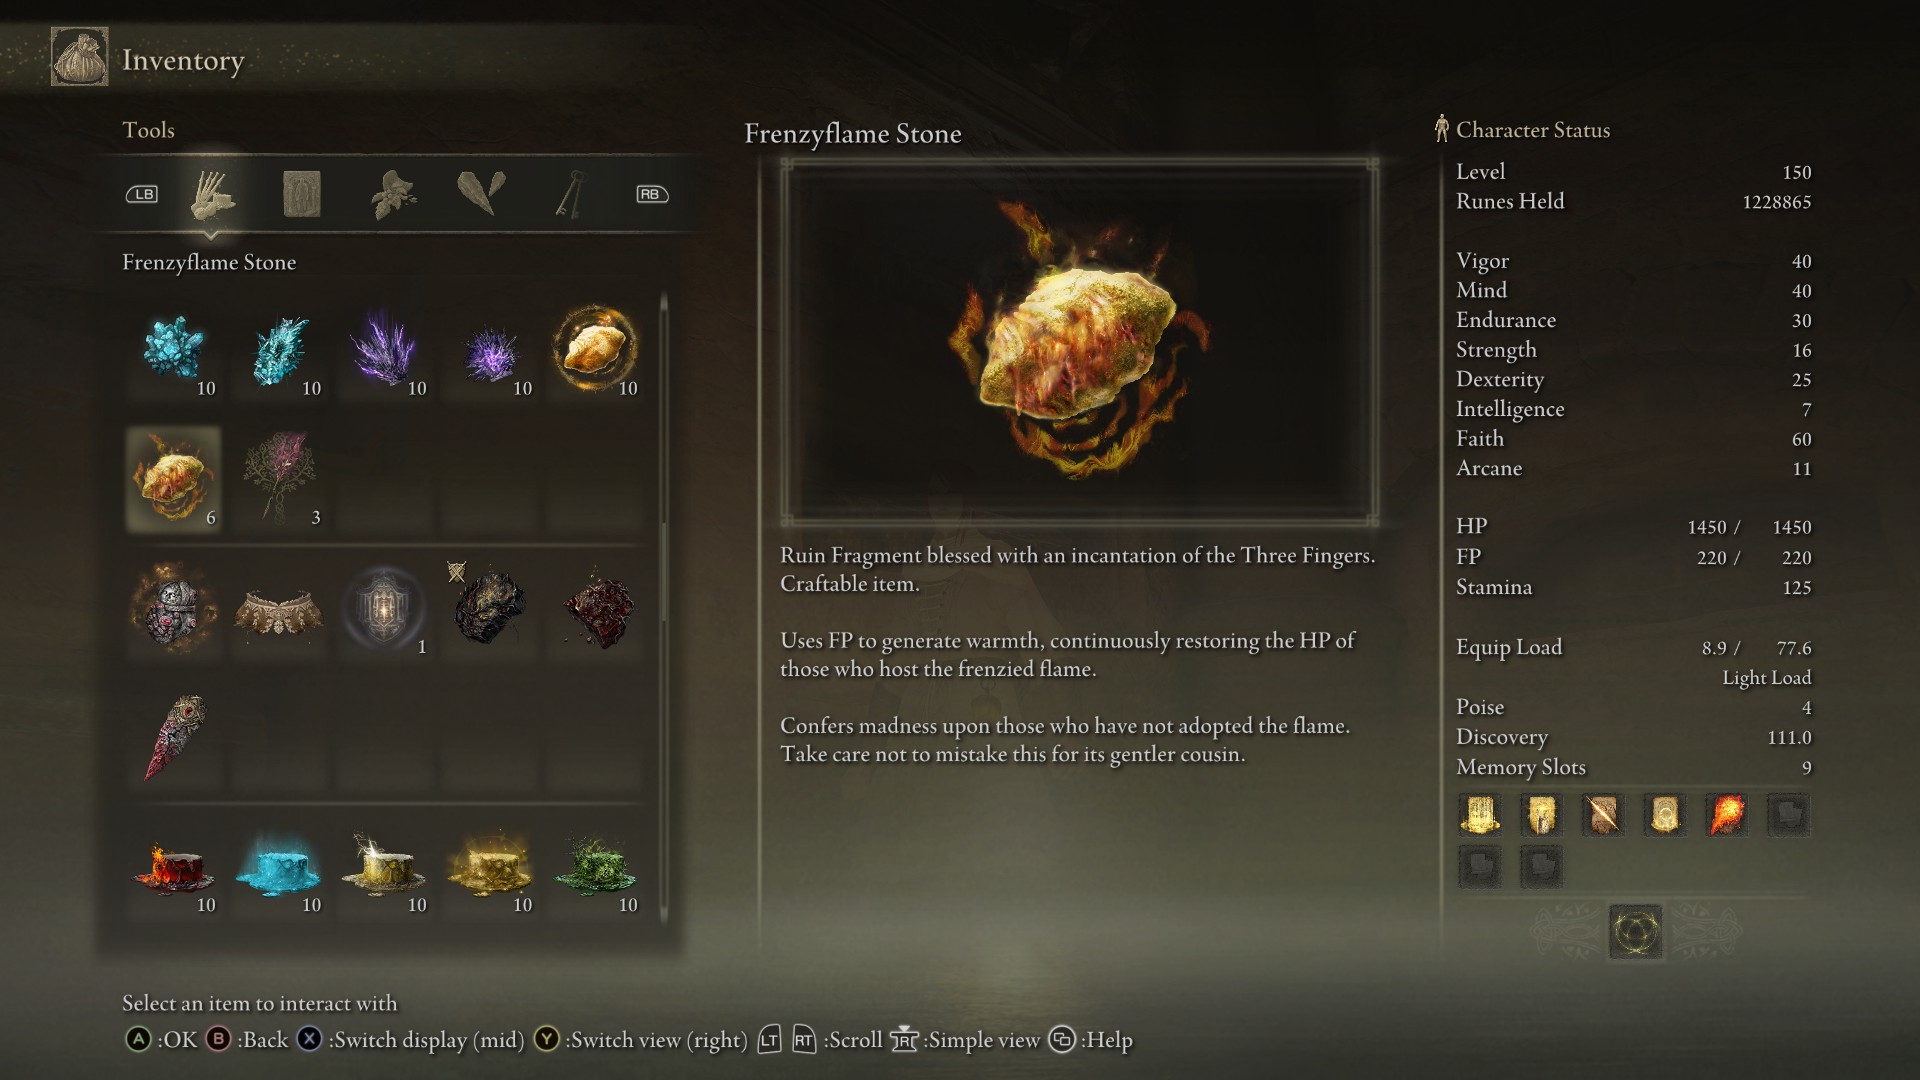 Inventory
Tools
LB
RB
Frenzyflame Stone
10
10
10
10
10
6
3
1
10
10
10
10
10
Frenzyflame Stone
Ruin Fragment blessed with an incantation of the Three Fingers.
Craftable item.
Uses FP to generate warmth, continuously restoring the HP of
those who host the frenzied flame.
Confers madness upon those who have not adopted the flame.
Take care not to mistake this for its gentler cousin.
Character Status
Level 150
Runes Held 1228865
Vigor 40
Mind 40
Endurance 30
Strength 16
Dexterity 25
Intelligence 7
Faith 60
Arcane 11
HP 1450 / 1450
FP 220 / 220
Stamina 125
Equip Load 8.9 / 77.6
Light Load
Poise 4
Discovery 111.0
Memory Slots 9
Select an item to interact with
A :OK B :Back X :Switch display (mid) Y :Switch view (right) LT RT :Scroll R :Simple view :Help